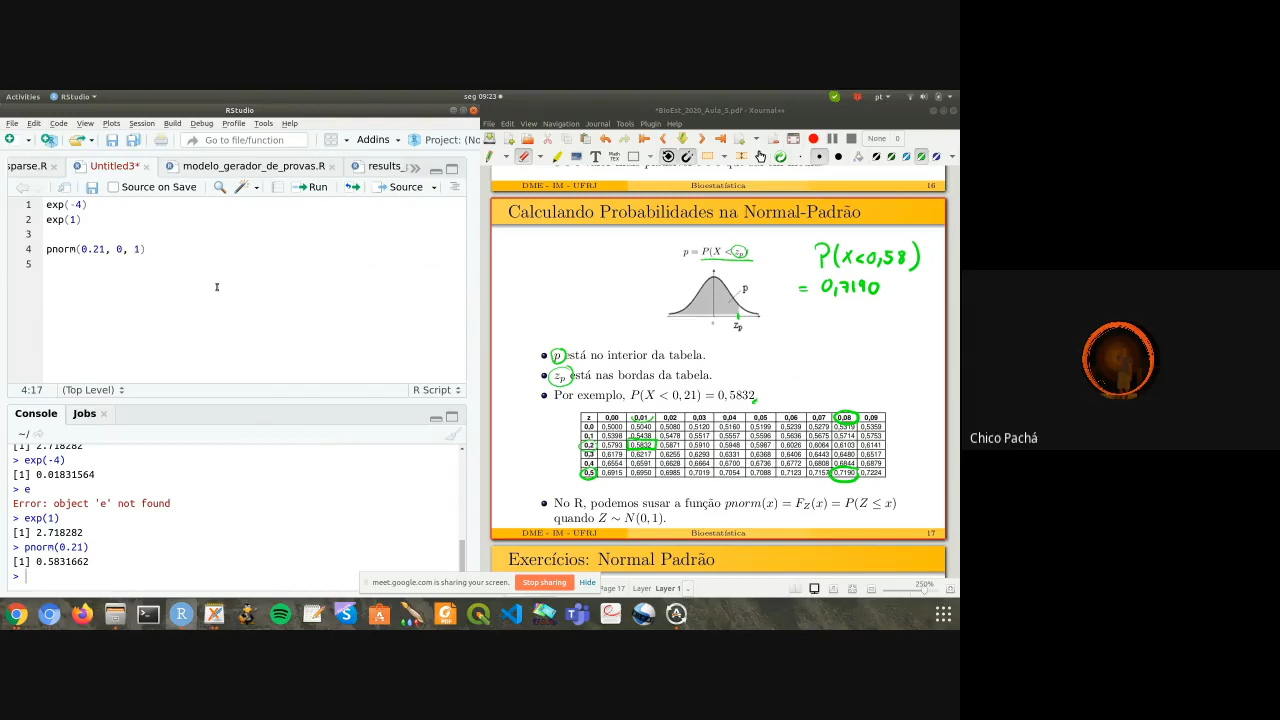 Activities RStudio seg 09:23 pt
RStudio
File Edit Code View Plots Session Build Debug Profile Tools Help
Go to file/function Addins Project: (No
sparse.R Untitled3* modelo_gerador_de_provas.R results_
Source on Save Run Source
1 exp(-4)
2 exp(1)
3
4 pnorm(0.21, 0, 1)
5
4:17 (Top Level) R Script
Console Jobs
~/
[1] 2.718282
> exp(-4)
[1] 0.01831564
> e
Error: object 'e' not found
> exp(1)
[1] 2.718282
> pnorm(0.21)
[1] 0.5831662
>
*BioEst_2020_Aula_5.pdf - Xournal++
File Edit View Navigation Journal Tools Plugin Help
None 0
DME - IM - UFRJ Bioestatística 16
Calculando Probabilidades na Normal-Padrão
p = P(X < zp
P(X<0,58)
= 0,7190
p
zp
p está no interior da tabela.
zp está nas bordas da tabela.
Por exemplo, P(X < 0, 21) = 0, 5832
z 0,00 0,01 0,02 0,03 0,04 0,05 0,06 0,07 0,08 0,09
0,0 0,5000 0,5040 0,5080 0,5120 0,5160 0,5199 0,5239 0,5279 0,5319 0,5359
0,1 0,5398 0,5438 0,5478 0,5517 0,5557 0,5596 0,5636 0,5675 0,5714 0,5753
0,2 0,5793 0,5832 0,5871 0,5910 0,5948 0,5987 0,6026 0,6064 0,6103 0,6141
0,3 0,6179 0,6217 0,6255 0,6293 0,6331 0,6368 0,6406 0,6443 0,6480 0,6517
0,4 0,6554 0,6591 0,6628 0,6664 0,6700 0,6736 0,6772 0,6808 0,6844 0,6879
0,5 0,6915 0,6950 0,6985 0,7019 0,7054 0,7088 0,7123 0,7157 0,7190 0,7224
No R, podemos susar a função pnorm(x) = FZ(x) = P(Z ≤ x)
quando Z ∼ N(0, 1).
DME - IM - UFRJ Bioestatística 17
Exercícios: Normal Padrão
meet.google.com is sharing your screen. Stop sharing Hide
Page 17 Layer Layer 1 250%
Chico Pachá